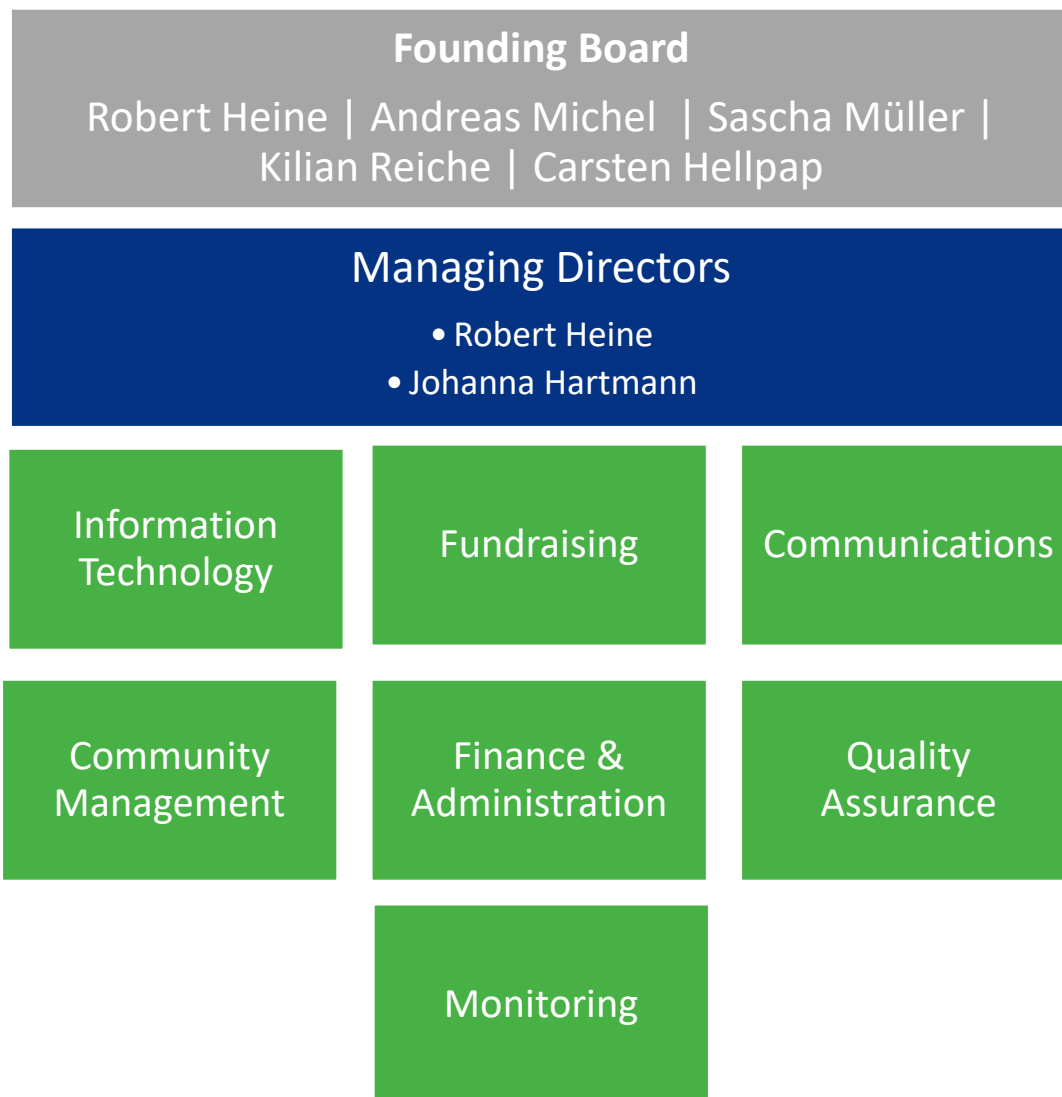 Founding Board
Robert Heine | Andreas Michel | Sascha Müller |
Kilian Reiche | Carsten Hellpap
Managing Directors
• Robert Heine
• Johanna Hartmann
Information
Technology
Fundraising
Communications
Community
Management
Finance &
Administration
Quality
Assurance
Monitoring